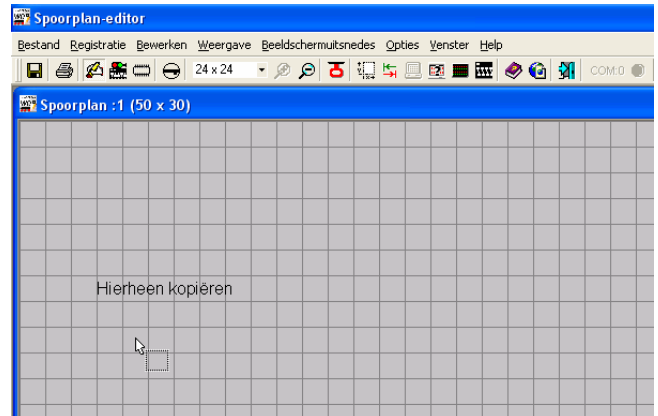 Spoorplan-editor
Bestand Registratie Bewerken Weergave Beeldschermuitsnedes Opties Venster Help
24 x 24 COM:0
Spoorplan :1 (50 x 30)
Hierheen kopiëren